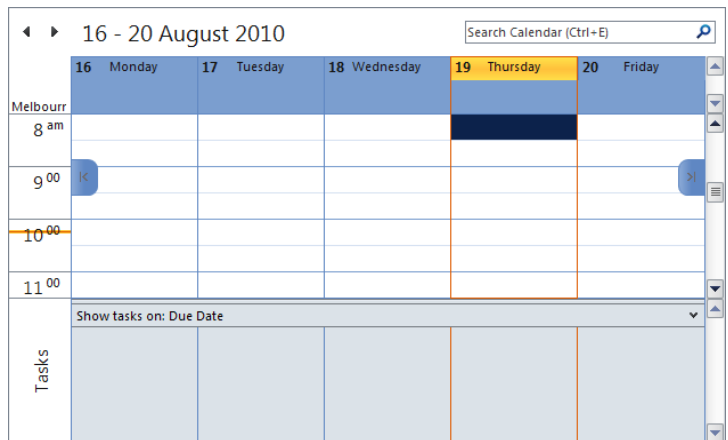 16 - 20 August 2010
Search Calendar (Ctrl+E)
16 Monday
17 Tuesday
18 Wednesday
19 Thursday
20 Friday
Melbourr
8 am
9 00
10 00
11 00
Show tasks on: Due Date
Tasks